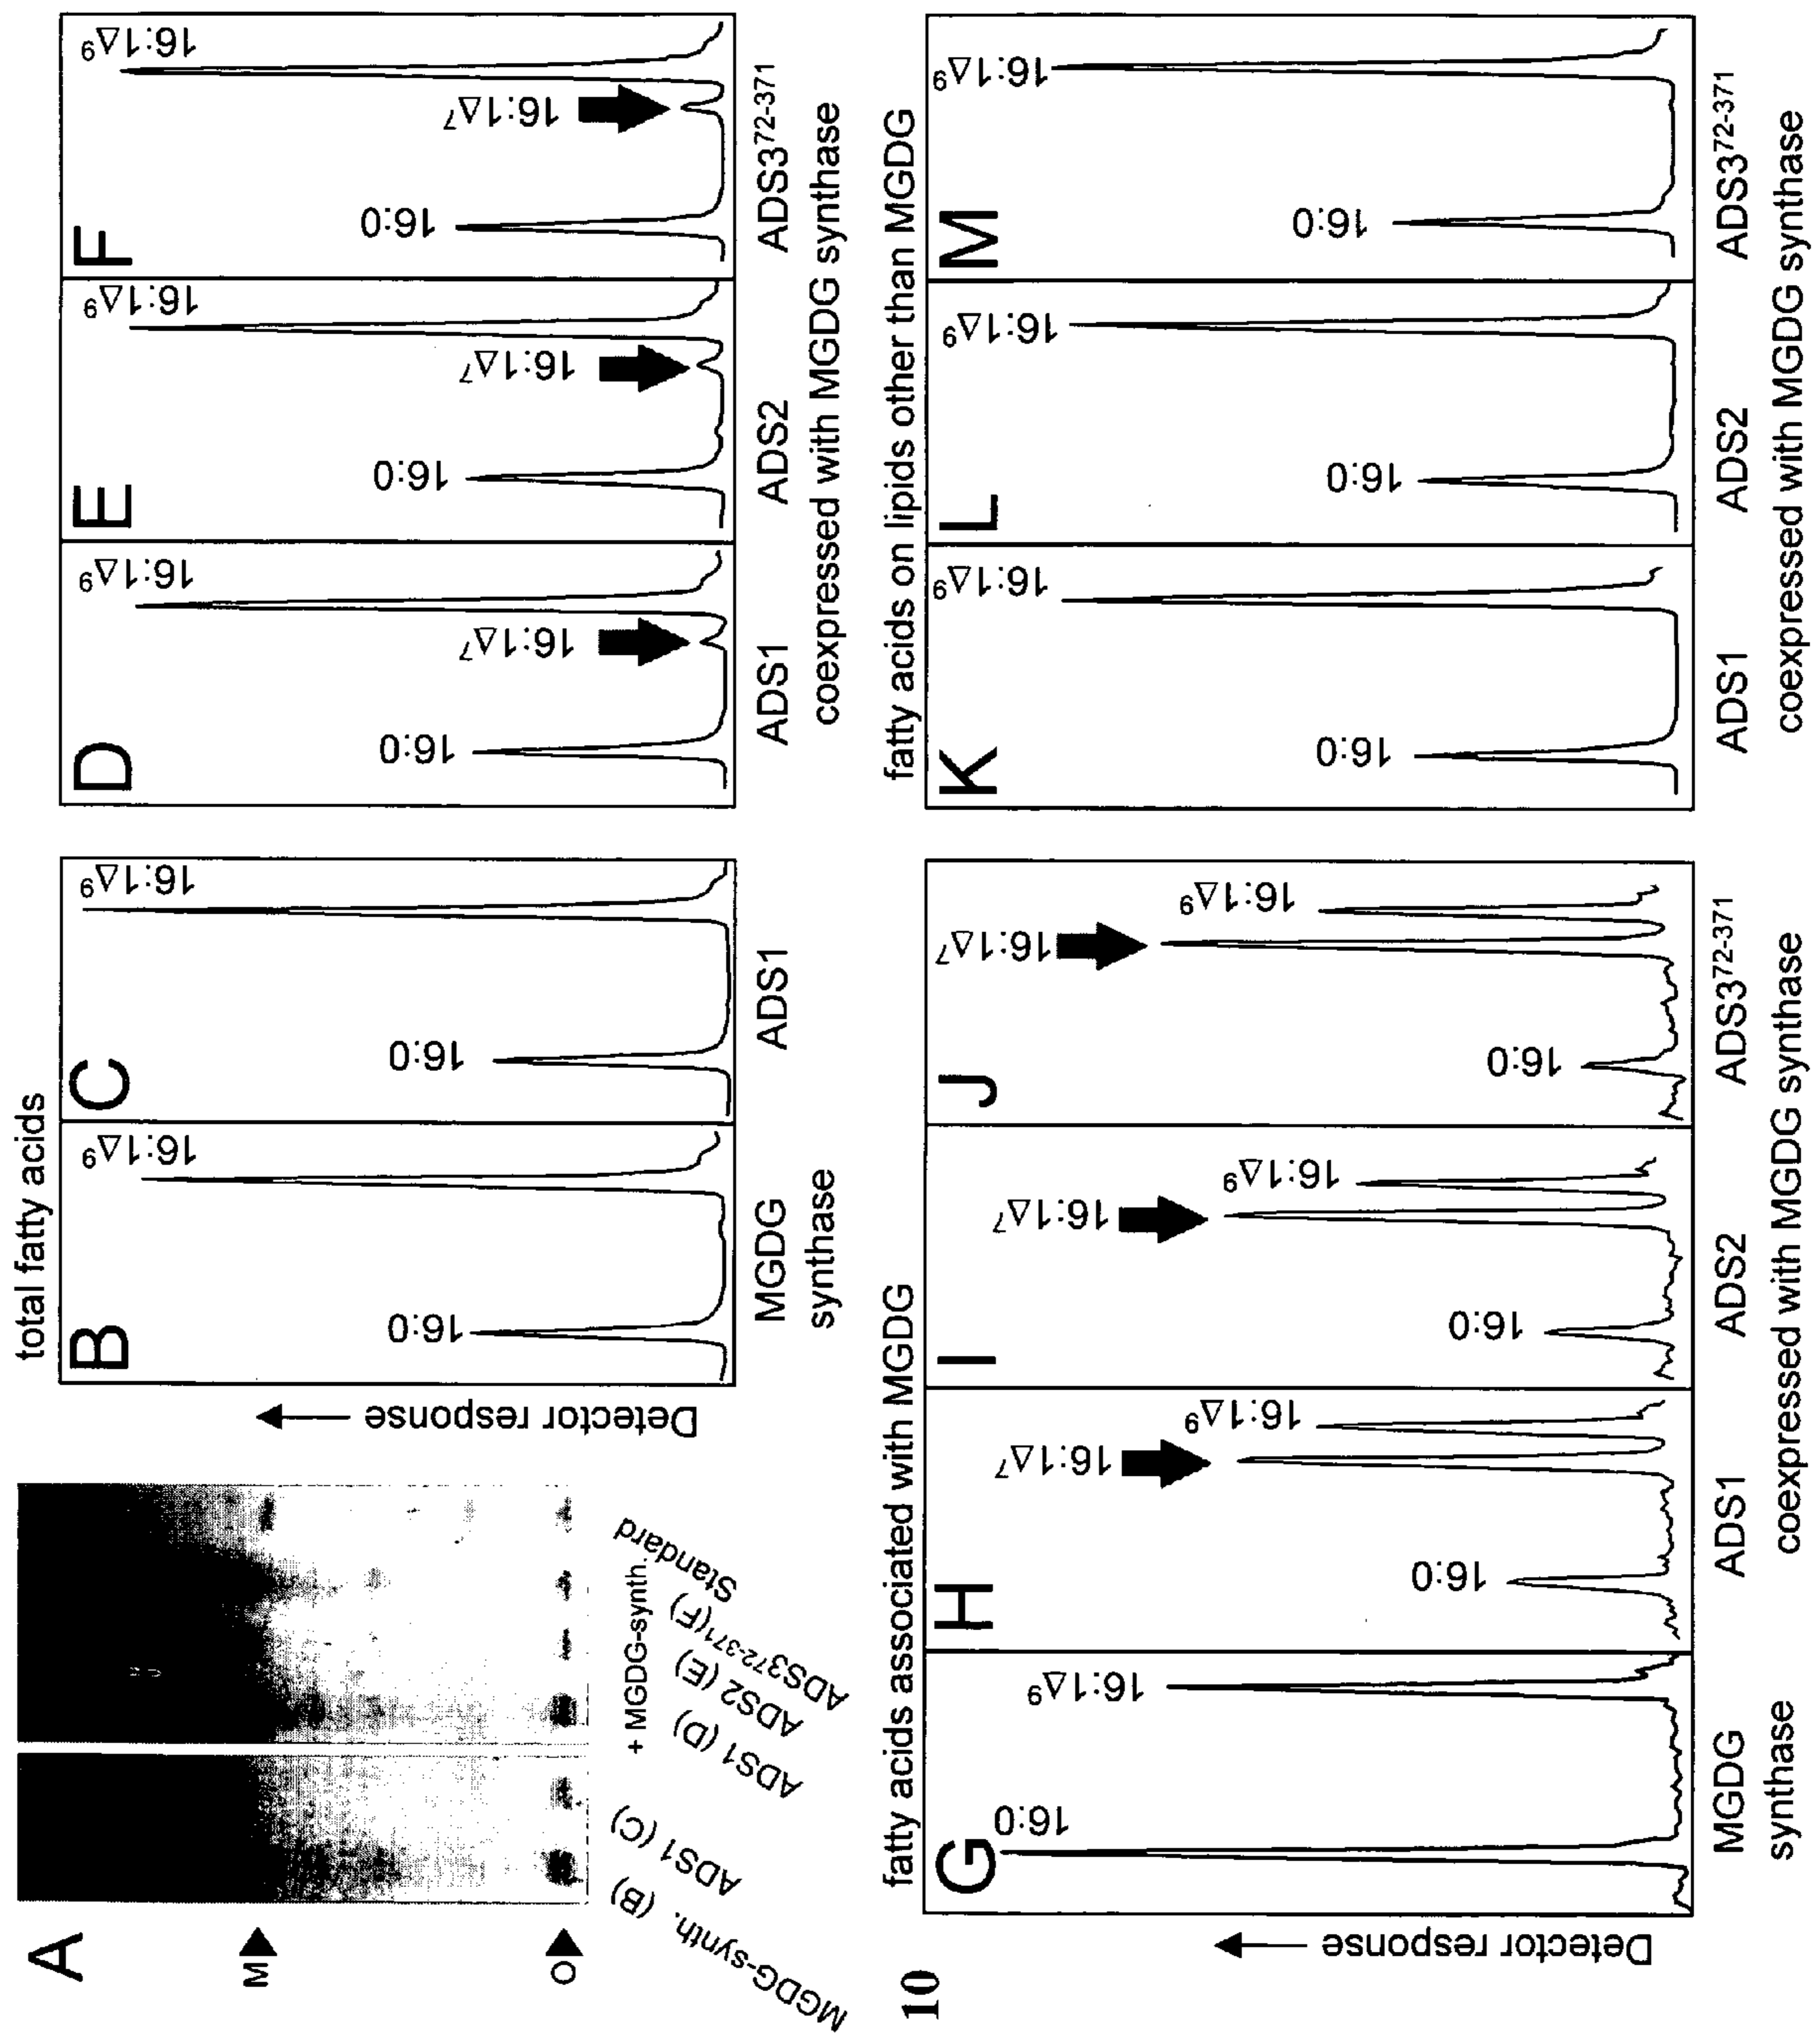 A
M
O
MGDG-synth. (B)
ADS1 (C)
ADS1 (D)
ADS2 (E)
ADS3⁷²⁻³⁷¹(F)
Standard
+ MGDG-synth.
total fatty acids
Detector response
B
16:0
16:1Δ⁹
MGDG
synthase
C
16:0
16:1Δ⁹
ADS1
D
16:0
16:1Δ⁷
16:1Δ⁹
ADS1
E
16:0
16:1Δ⁷
16:1Δ⁹
ADS2
F
16:0
16:1Δ⁷
16:1Δ⁹
ADS3⁷²⁻³⁷¹
coexpressed with MGDG synthase
10
fatty acids associated with MGDG
Detector response
G
16:0
16:1Δ⁹
MGDG
synthase
H
16:0
16:1Δ⁷
16:1Δ⁹
ADS1
I
16:0
16:1Δ⁷
16:1Δ⁹
ADS2
J
16:0
16:1Δ⁷
16:1Δ⁹
ADS3⁷²⁻³⁷¹
coexpressed with MGDG synthase
fatty acids on lipids other than MGDG
K
16:0
16:1Δ⁹
ADS1
L
16:0
16:1Δ⁹
ADS2
M
16:0
16:1Δ⁹
ADS3⁷²⁻³⁷¹
coexpressed with MGDG synthase